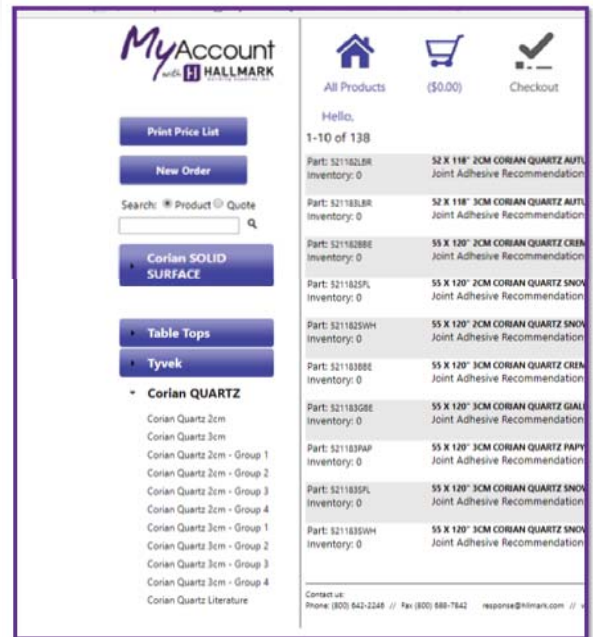 MyAccount
with H HALLMARK
All Products
($0.00)
Checkout
Print Price List
New Order
Search: Product Quote
Corian SOLID
SURFACE
Table Tops
Tyvek
Corian QUARTZ
Corian Quartz 2cm
Corian Quartz 3cm
Corian Quartz 2cm - Group 1
Corian Quartz 2cm - Group 2
Corian Quartz 2cm - Group 3
Corian Quartz 2cm - Group 4
Corian Quartz 3cm - Group 1
Corian Quartz 3cm - Group 2
Corian Quartz 3cm - Group 3
Corian Quartz 3cm - Group 4
Corian Quartz Literature
Hello,
1-10 of 138
Part: 521182LBR 52 X 118" 2CM CORIAN QUARTZ AUTU
Inventory: 0 Joint Adhesive Recommendation
Part: 521183LBR 52 X 118" 3CM CORIAN QUARTZ AUTU
Inventory: 0 Joint Adhesive Recommendation
Part: 521182BBE 55 X 120" 2CM CORIAN QUARTZ CREM
Inventory: 0 Joint Adhesive Recommendation
Part: 521182SFL 55 X 120" 2CM CORIAN QUARTZ SNOW
Inventory: 0 Joint Adhesive Recommendation
Part: 521182SWH 55 X 120" 2CM CORIAN QUARTZ SNOW
Inventory: 0 Joint Adhesive Recommendation
Part: 521183BBE 55 X 120" 3CM CORIAN QUARTZ CREM
Inventory: 0 Joint Adhesive Recommendation
Part: 521183GBE 55 X 120" 3CM CORIAN QUARTZ GIAL
Inventory: 0 Joint Adhesive Recommendation
Part: 521183PAP 55 X 120" 3CM CORIAN QUARTZ PAPY
Inventory: 0 Joint Adhesive Recommendation
Part: 521183SFL 55 X 120" 3CM CORIAN QUARTZ SNOW
Inventory: 0 Joint Adhesive Recommendation
Part: 521183SWH 55 X 120" 3CM CORIAN QUARTZ SNOW
Inventory: 0 Joint Adhesive Recommendation
Contact us:
Phone: (800) 642-2246 // Fax (800) 688-7842 response@hlmark.com //